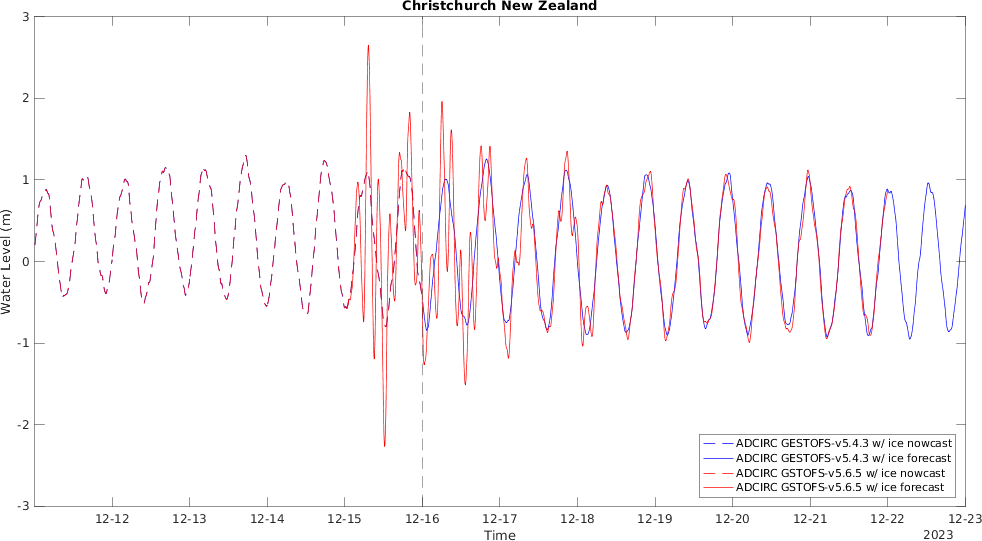 Christchurch New Zealand
3
2
1
0
-1
-2
-3
Water Level (m)
ADCIRC GESTOFS-v5.4.3 w/ ice nowcast
ADCIRC GESTOFS-v5.4.3 w/ ice forecast
ADCIRC GSTOFS-v5.6.5 w/ ice nowcast
ADCIRC GSTOFS-v5.6.5 w/ ice forecast
12-12 12-13 12-14 12-15 12-16 12-17 12-18 12-19 12-20 12-21 12-22 12-23
Time
2023